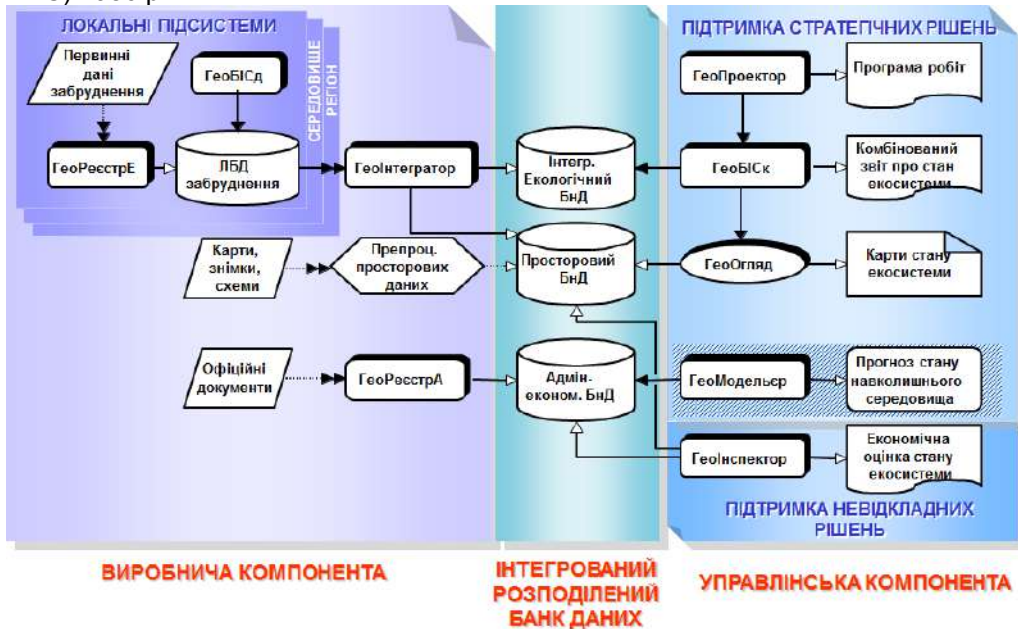 ЛОКАЛЬНІ ПІДСИСТЕМИ
Первинні
дані
забруднення
ГеоБІСд
СЕРЕДОВИЩЕ
РЕГІОН
ГеоРеєстрЕ
ЛБД
забруднення
ГеоІнтегратор
Карти,
знімки,
схеми
Препроц.
просторових
даних
Офіційні
документи
ГеоРеєстрА
Інтегр.
Екологічний
БнД
Просторовий
БнД
Адмін.
економ. БнД
ПІДТРИМКА СТРАТЕГІЧНИХ РІШЕНЬ
ГеоПроектор
Програма робіт
ГеоБІСк
Комбінований
звіт про стан
екосистеми
ГеоОгляд
Карти стану
екосистеми
ГеоМодельєр
Прогноз стану
навколишнього
середовища
ГеоІнспектор
Економічна
оцінка стану
екосистеми
ПІДТРИМКА НЕВІДКЛАДНИХ
РІШЕНЬ
ВИРОБНИЧА КОМПОНЕНТА
ІНТЕГРОВАНИЙ
РОЗПОДІЛЕНИЙ
БАНК ДАНИХ
УПРАВЛІНСЬКА КОМПОНЕНТА